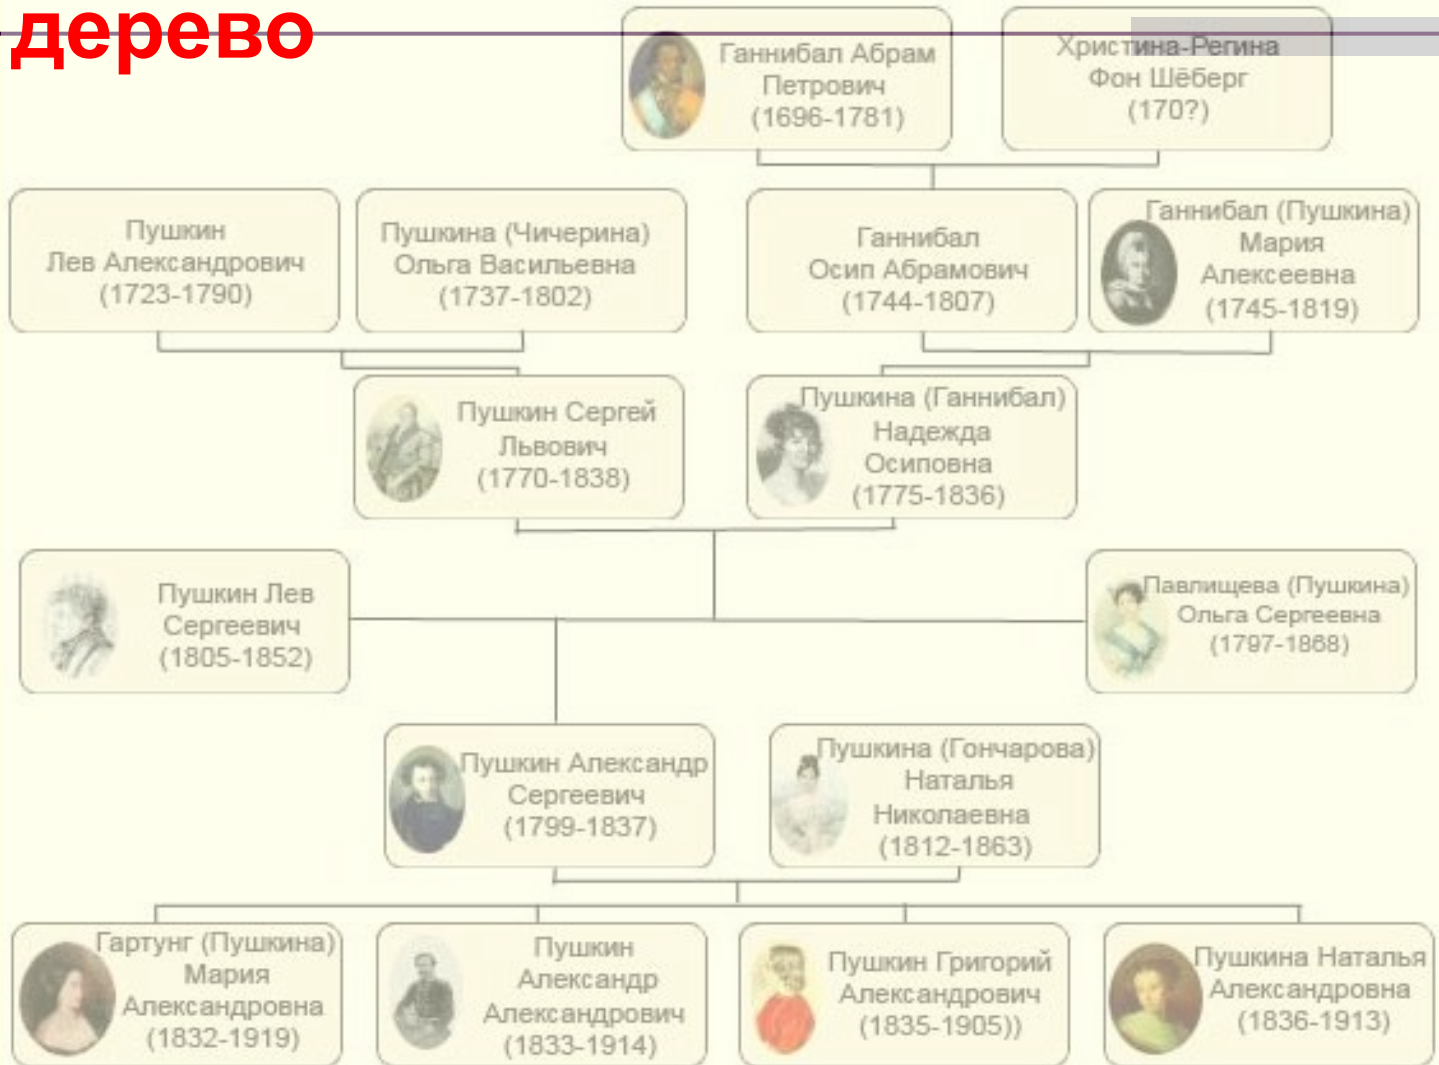 дерево
Ганнибал Абрам
Петрович
(1696-1781)
Христина-Регина
Фон Шёберг
(170?)
Пушкин
Лев Александрович
(1723-1790)
Пушкина (Чичерина)
Ольга Васильевна
(1737-1802)
Ганнибал
Осип Абрамович
(1744-1807)
Ганнибал (Пушкина)
Мария
Алексеевна
(1745-1819)
Пушкин Сергей
Львович
(1770-1838)
Пушкина (Ганнибал)
Надежда
Осиповна
(1775-1836)
Пушкин Лев
Сергеевич
(1805-1852)
Павлищева (Пушкина)
Ольга Сергеевна
(1797-1868)
Пушкин Александр
Сергеевич
(1799-1837)
Пушкина (Гончарова)
Наталья
Николаевна
(1812-1863)
Гартунг (Пушкина)
Мария
Александровна
(1832-1919)
Пушкин
Александр
Александрович
(1833-1914)
Пушкин Григорий
Александрович
(1835-1905))
Пушкина Наталья
Александровна
(1836-1913)